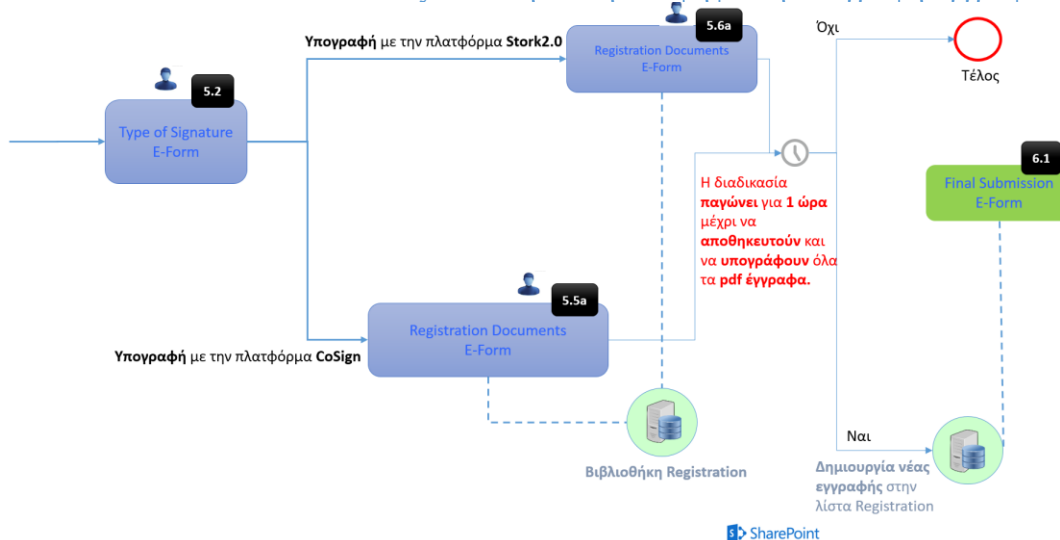 5.6a
Όχι
Υπογραφή με την πλατφόρμα Stork2.0
Registration Documents
E-Form
Τέλος
5.2
Type of Signature
E-Form
6.1
Final Submission
E-Form
Η διαδικασία
παγώνει για 1 ώρα
μέχρι να
αποθηκευτούν και
να υπογράφουν όλα
τα pdf έγγραφα.
5.5a
Registration Documents
E-Form
Υπογραφή με την πλατφόρμα CoSign
Ναι
Βιβλιοθήκη Registration
Δημιουργία νέας
εγγραφής στην
λίστα Registration
SharePoint